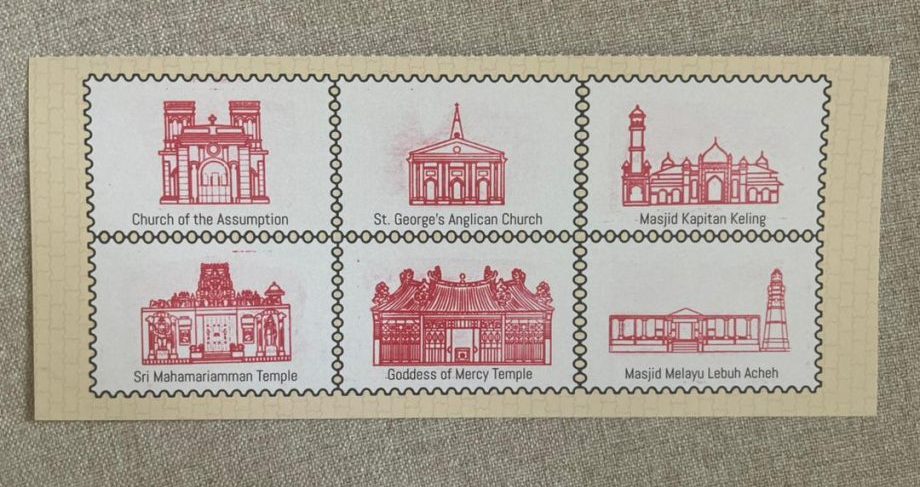 Church of the Assumption
St. George's Anglican Church
Masjid Kapitan Keling
Sri Mahamariamman Temple
Goddess of Mercy Temple
Masjid Melayu Lebuh Acheh